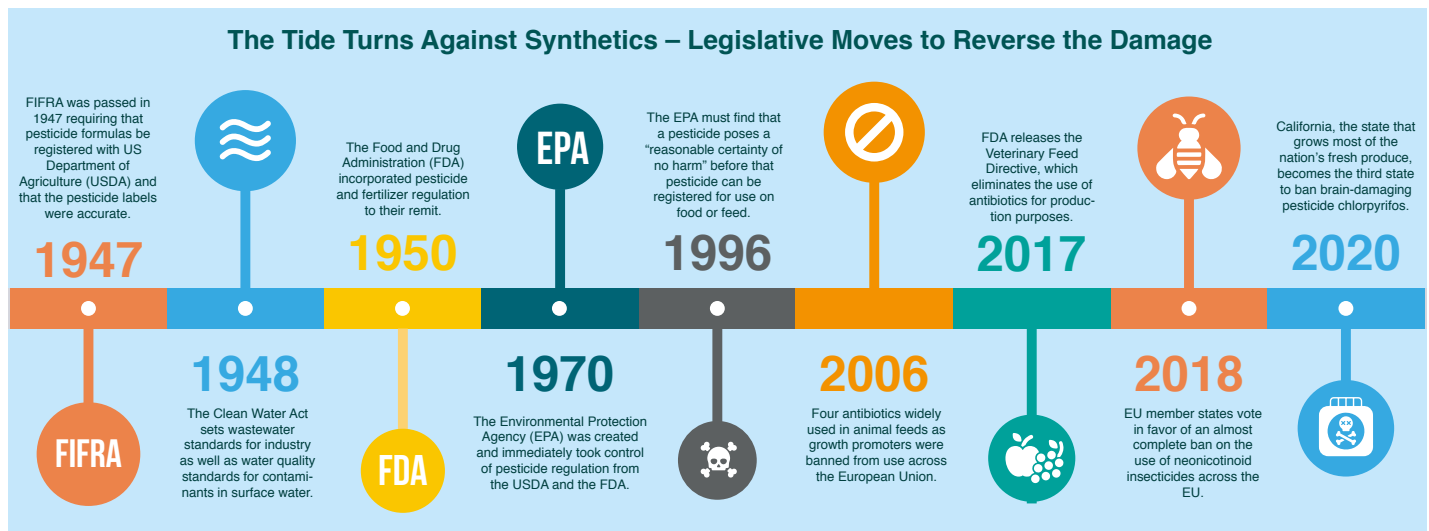 The Tide Turns Against Synthetics – Legislative Moves to Reverse the Damage
FIFRA was passed in
1947 requiring that
pesticide formulas be
registered with US
Department of
Agriculture (USDA) and
that the pesticide labels
were accurate.
1947
FIFRA
1948
The Clean Water Act
sets wastewater
standards for industry
as well as water quality
standards for contami-
nants in surface water.
The Food and Drug
Administration (FDA)
incorporated pesticide
and fertilizer regulation
to their remit.
1950
FDA
EPA
1970
The Environmental Protection
Agency (EPA) was created
and immediately took control
of pesticide regulation from
the USDA and the FDA.
The EPA must find that
a pesticide poses a
“reasonable certainty of
no harm” before that
pesticide can be
registered for use on
food or feed.
1996
2006
Four antibiotics widely
used in animal feeds as
growth promoters were
banned from use across
the European Union.
FDA releases the
Veterinary Feed
Directive, which
eliminates the use of
antibiotics for produc-
tion purposes.
2017
2018
EU member states vote
in favor of an almost
complete ban on the
use of neonicotinoid
insecticides across the
EU.
California, the state that
grows most of the
nation’s fresh produce,
becomes the third state
to ban brain-damaging
pesticide chlorpyrifos.
2020